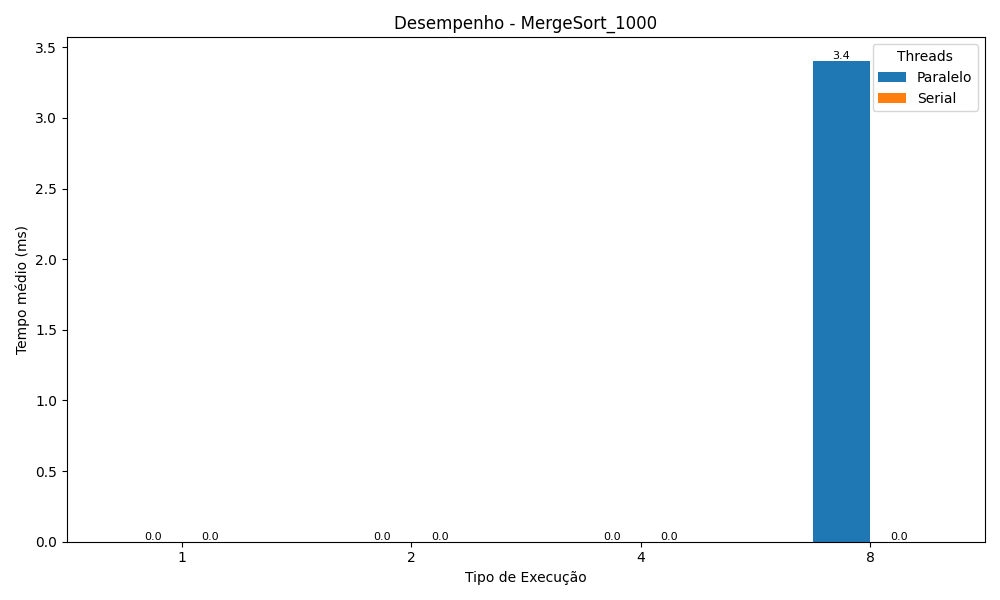 Desempenho - MergeSort_1000
Tempo médio (ms)
3.5
3.0
2.5
2.0
1.5
1.0
0.5
0.0
Threads
Paralelo
Serial
0.0 0.0 0.0 0.0 0.0 0.0 3.4 0.0
1 2 4 8
Tipo de Execução